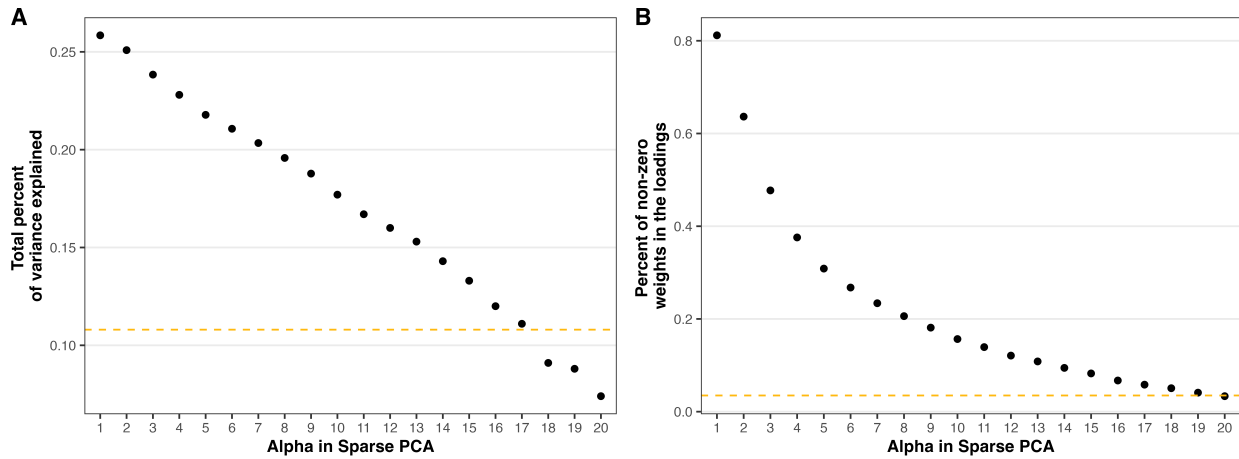 A
Total percent
of variance explained
0.25
0.20
0.15
0.10
1 2 3 4 5 6 7 8 9 10 11 12 13 14 15 16 17 18 19 20
Alpha in Sparse PCA
B
Percent of non-zero
weights in the loadings
0.8
0.6
0.4
0.2
0.0
1 2 3 4 5 6 7 8 9 10 11 12 13 14 15 16 17 18 19 20
Alpha in Sparse PCA